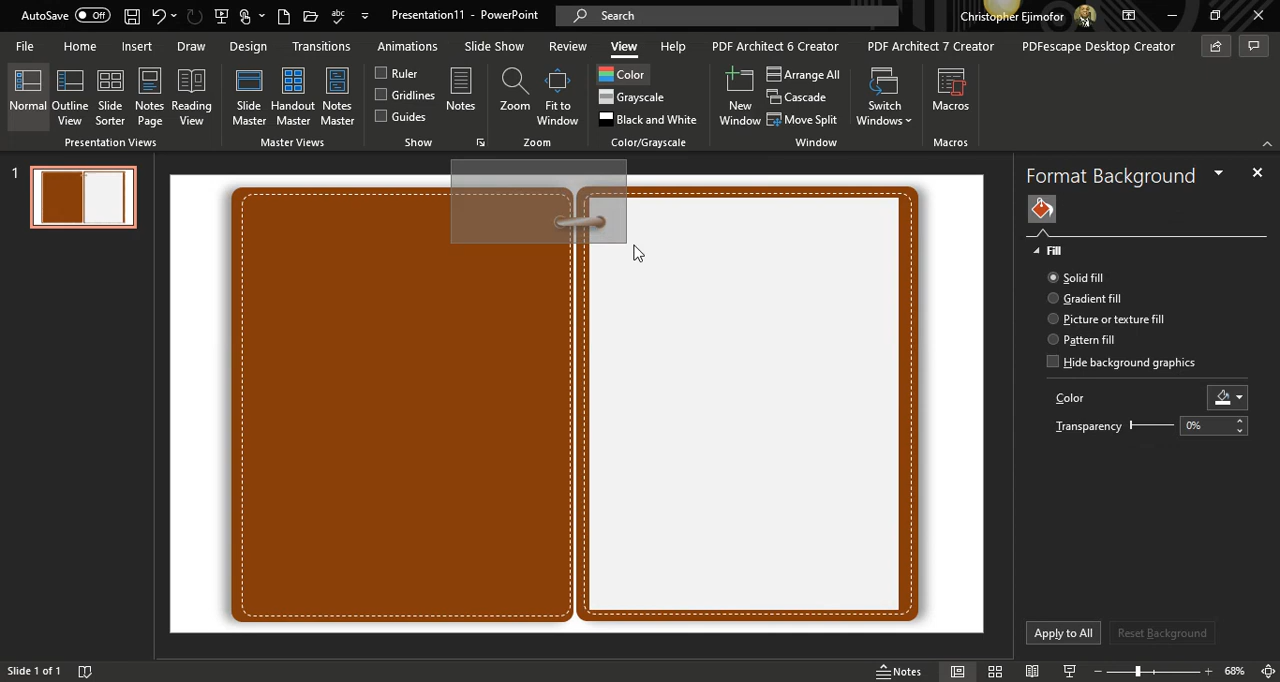 AutoSave Off Presentation11 - PowerPoint Search Christopher Ejimofor
File Home Insert Draw Design Transitions Animations Slide Show Review View Help PDF Architect 6 Creator PDF Architect 7 Creator PDFescape Desktop Creator
Normal Outline View Slide Sorter Notes Page Reading View
Presentation Views
Slide Master Handout Master Notes Master
Master Views
Ruler
Gridlines
Guides
Notes
Show
Zoom Fit to Window
Zoom
Color
Grayscale
Black and White
Color/Grayscale
New Window
Arrange All
Cascade
Move Split
Switch Windows
Window
Macros
Macros
1
Format Background
Fill
Solid fill
Gradient fill
Picture or texture fill
Pattern fill
Hide background graphics
Color
Transparency 0%
Apply to All Reset Background
Slide 1 of 1 Notes 68%